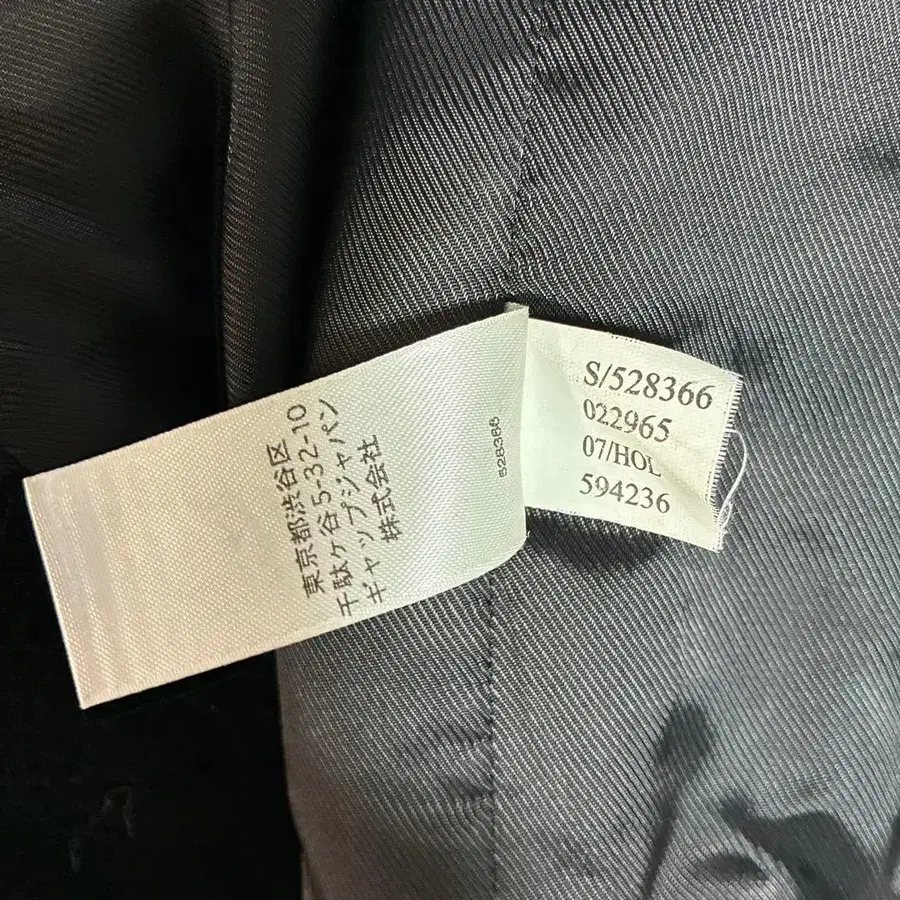 東京都渋谷区
千駄ケ谷5-32-10
ギャップジャパン
株式会社
528366
S/528366
022965
07/HOL
594236